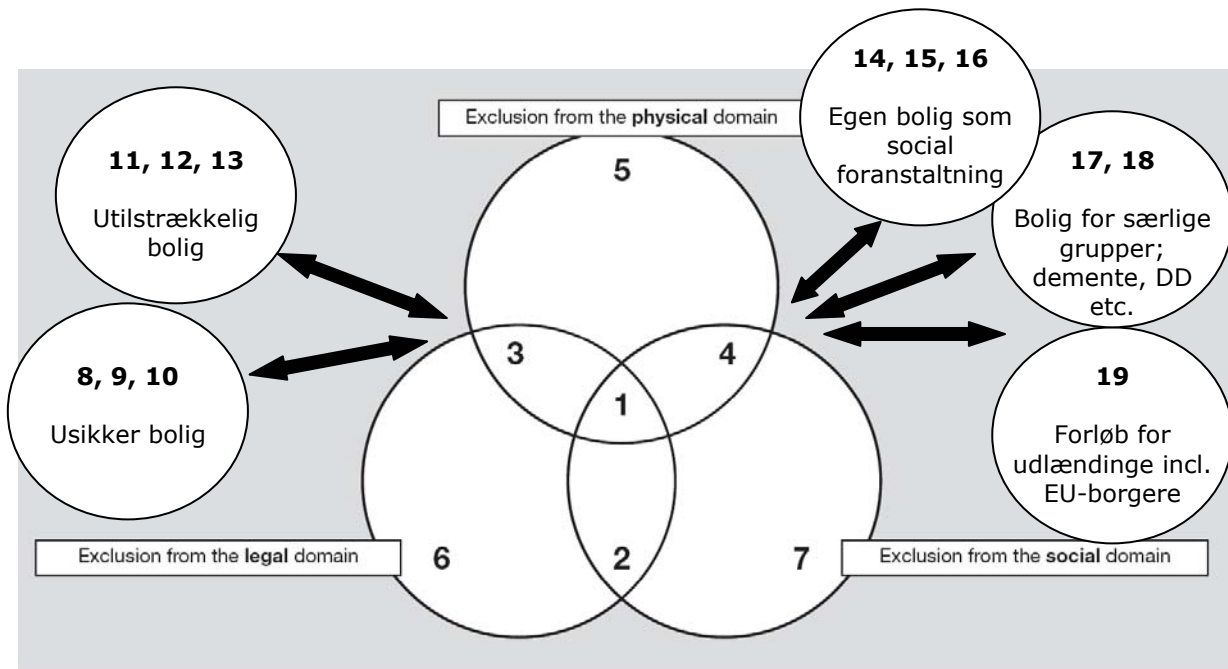 14, 15, 16
Egen bolig som
social
foranstaltning
Exclusion from the physical domain
11, 12, 13
Utilstrækkelig
bolig
5
17, 18
Bolig for særlige
grupper;
demente, DD
etc.
8, 9, 10
Usikker bolig
3
4
1
19
Forløb for
udlændinge incl.
EU-borgere
Exclusion from the legal domain
6
2
7
Exclusion from the social domain